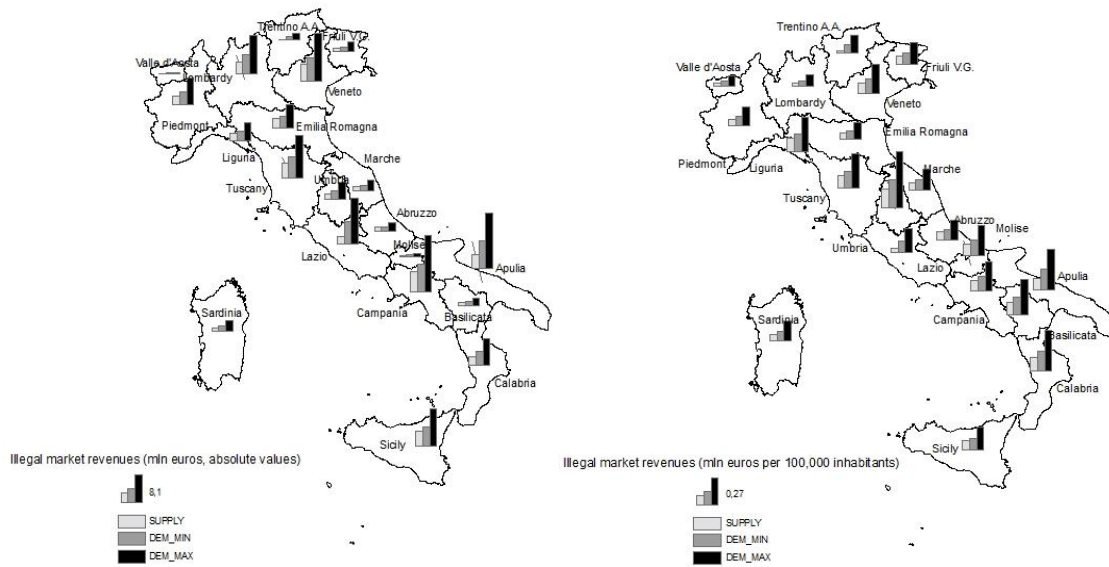 Trentino A.A.
Friuli V.G.
Valle d'Aosta
Lombardy
Veneto
Piedmont
Emilia Romagna
Liguria
Marche
Tuscany
Umbria
Abruzzo
Lazio
Molise
Apulia
Campania
Basilicata
Sardinia
Calabria
Sicily
Illegal market revenues (mln euros, absolute values)
8,1
SUPPLY
DEM_MIN
DEM_MAX
Trentino A.A.
Valle d'Aosta
Friuli V.G.
Lombardy
Veneto
Emilia Romagna
Piedmont
Liguria
Marche
Tuscany
Abruzzo
Molise
Umbria
Lazio
Apulia
Campania
Sardinia
Basilicata
Calabria
Sicily
Illegal market revenues (mln euros per 100,000 inhabitants)
0,27
SUPPLY
DEM_MIN
DEM_MAX